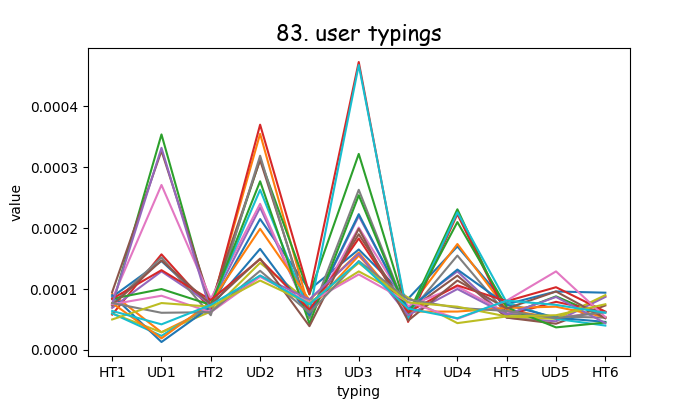 83. user typings
value
0.0004
0.0003
0.0002
0.0001
0.0000
HT1 UD1 HT2 UD2 HT3 UD3 HT4 UD4 HT5 UD5 HT6
typing